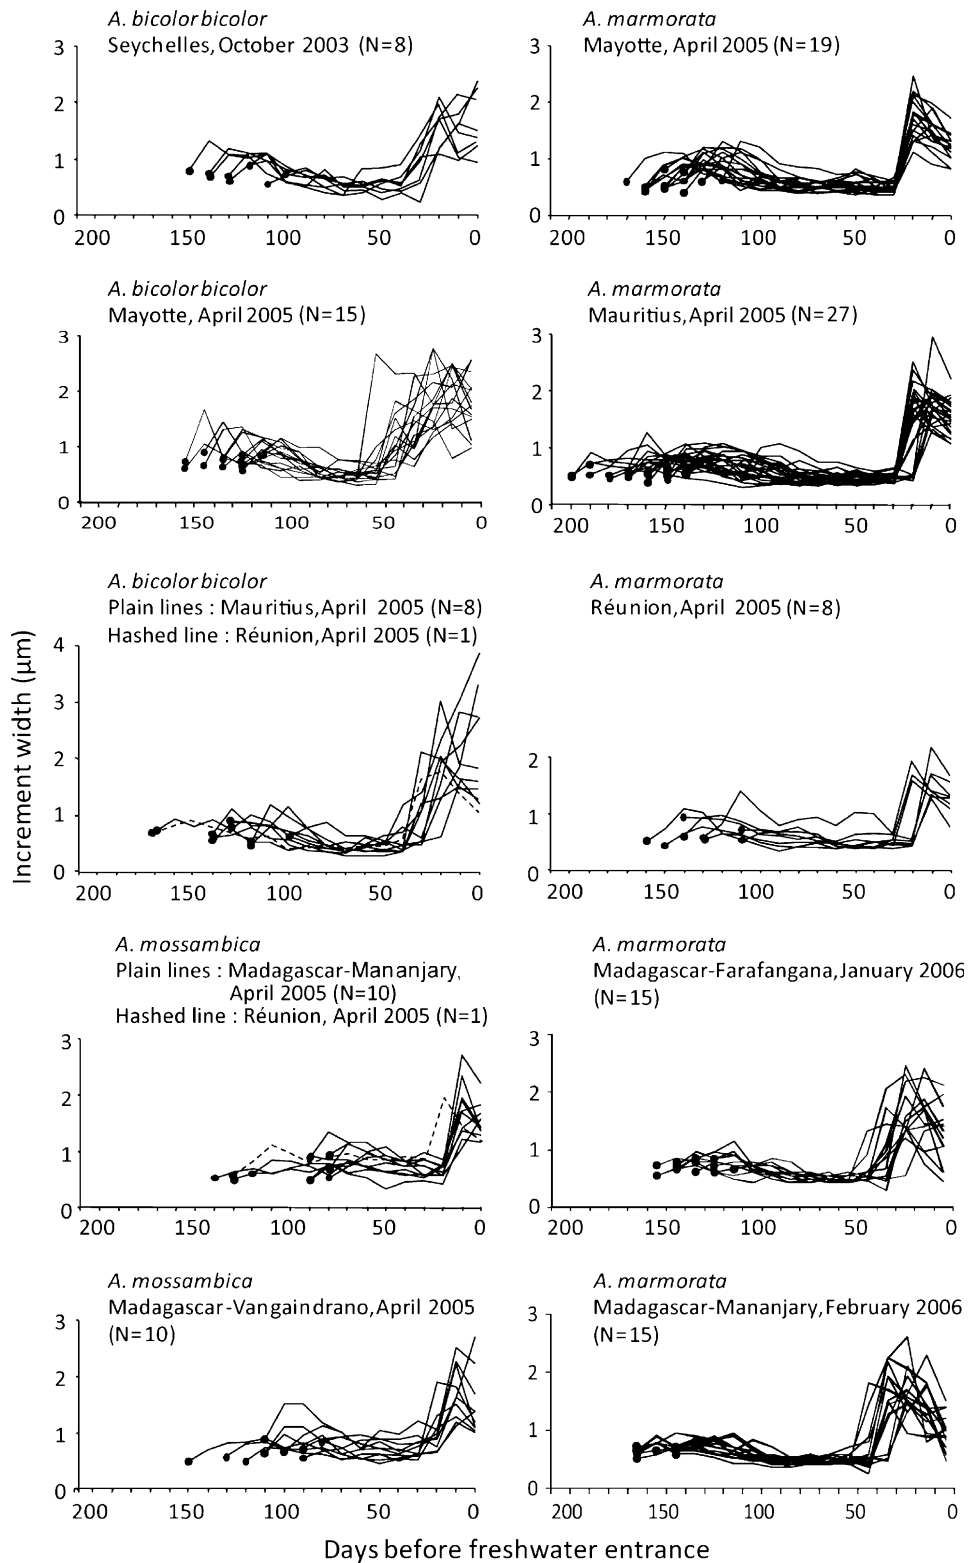 A. bicolor bicolor
Seychelles, October 2003 (N=8)
3
2
1
0
200 150 100 50 0
A. marmorata
Mayotte, April 2005 (N=19)
3
2
1
0
200 150 100 50 0
A. bicolor bicolor
Mayotte, April 2005 (N=15)
3
2
1
0
200 150 100 50 0
A. marmorata
Mauritius, April 2005 (N=27)
3
2
1
0
200 150 100 50 0
A. bicolor bicolor
Plain lines : Mauritius, April 2005 (N=8)
Hashed line : Réunion, April 2005 (N=1)
4
3
2
1
0
200 150 100 50 0
A. marmorata
Réunion, April 2005 (N=8)
2
1
0
200 150 100 50 0
Increment width (µm)
A. mossambica
Plain lines : Madagascar-Mananjary,
April 2005 (N=10)
Hashed line : Réunion, April 2005 (N=1)
3
2
1
0
200 150 100 50 0
A. marmorata
Madagascar-Farafangana, January 2006
(N=15)
3
2
1
0
200 150 100 50 0
A. mossambica
Madagascar-Vangaindrano, April 2005
(N=10)
3
2
1
0
200 150 100 50 0
A. marmorata
Madagascar-Mananjary, February 2006
(N=15)
3
2
1
0
200 150 100 50 0
Days before freshwater entrance